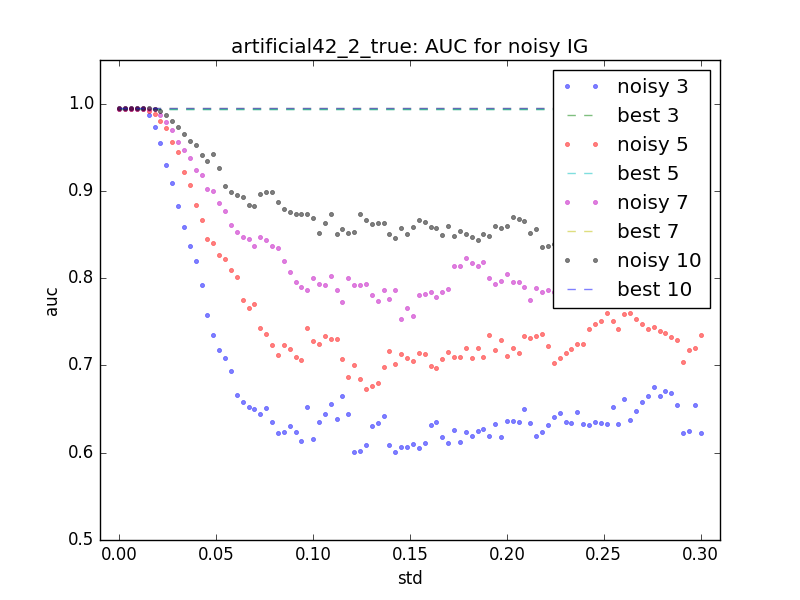 artificial42_2_true: AUC for noisy IG
1.0
0.9
0.8
0.7
0.6
0.5
auc
noisy 3
best 3
noisy 5
best 5
noisy 7
best 7
noisy 10
best 10
0.00 0.05 0.10 0.15 0.20 0.25 0.30
std